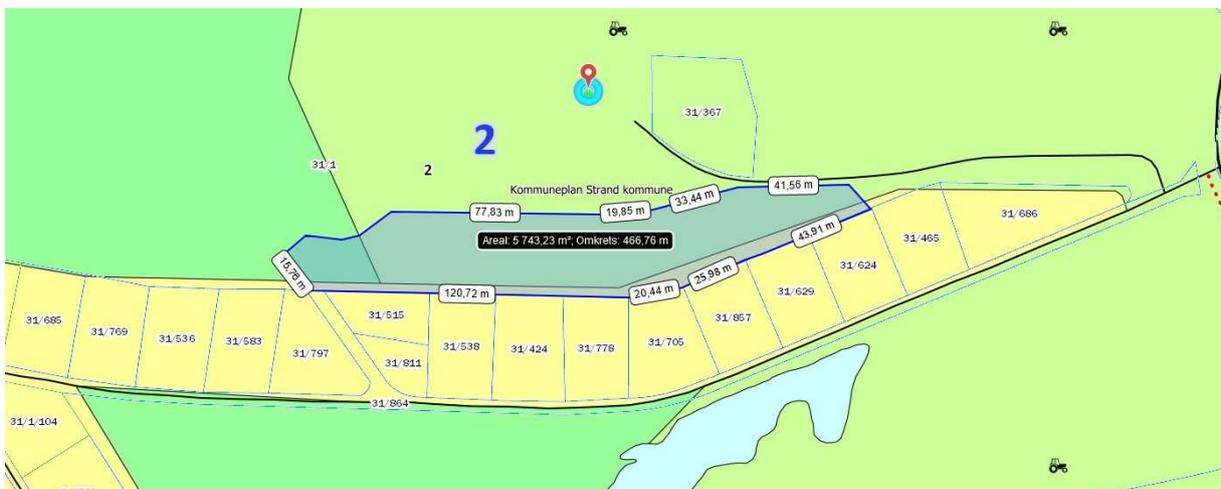 31/367
31/1
2
2
Kommuneplan Strand kommune
41,56 m
33,44 m
19,85 m
77,83 m
Areal: 5 743,23 m²; Omkrets: 466,76 m
43,91 m
31/686
31/465
15,76 m
25,98 m
31/624
120,72 m
20,44 m
31/629
31/685
31/769
31/536
31/583
31/797
31/515
31/811
31/538
31/424
31/778
31/705
31/857
31/864
31/1/104